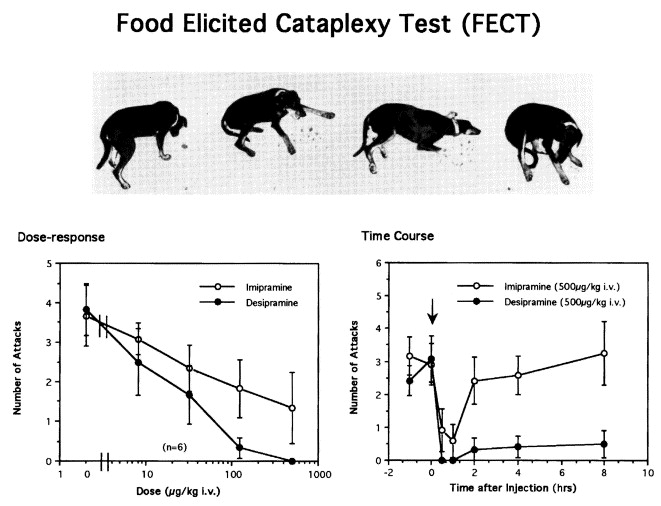 Food Elicited Cataplexy Test (FECT)
Dose-response
5
4
3
2
1
0
Number of Attacks
Imipramine
Desipramine
(n=6)
1 0 10 100 1000
Dose (µg/kg i.v.)
Time Course
6
5
4
3
2
1
0
Number of Attacks
Imipramine (500µg/kg i.v.)
Desipramine (500µg/kg i.v.)
-2 0 2 4 6 8 10
Time after Injection (hrs)